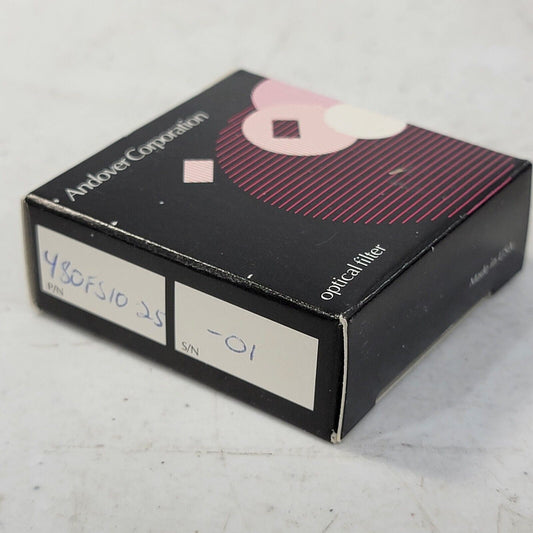 Andover Corporation
optical filter
Made in USA
480FS10 25
P/N
-01
S/N